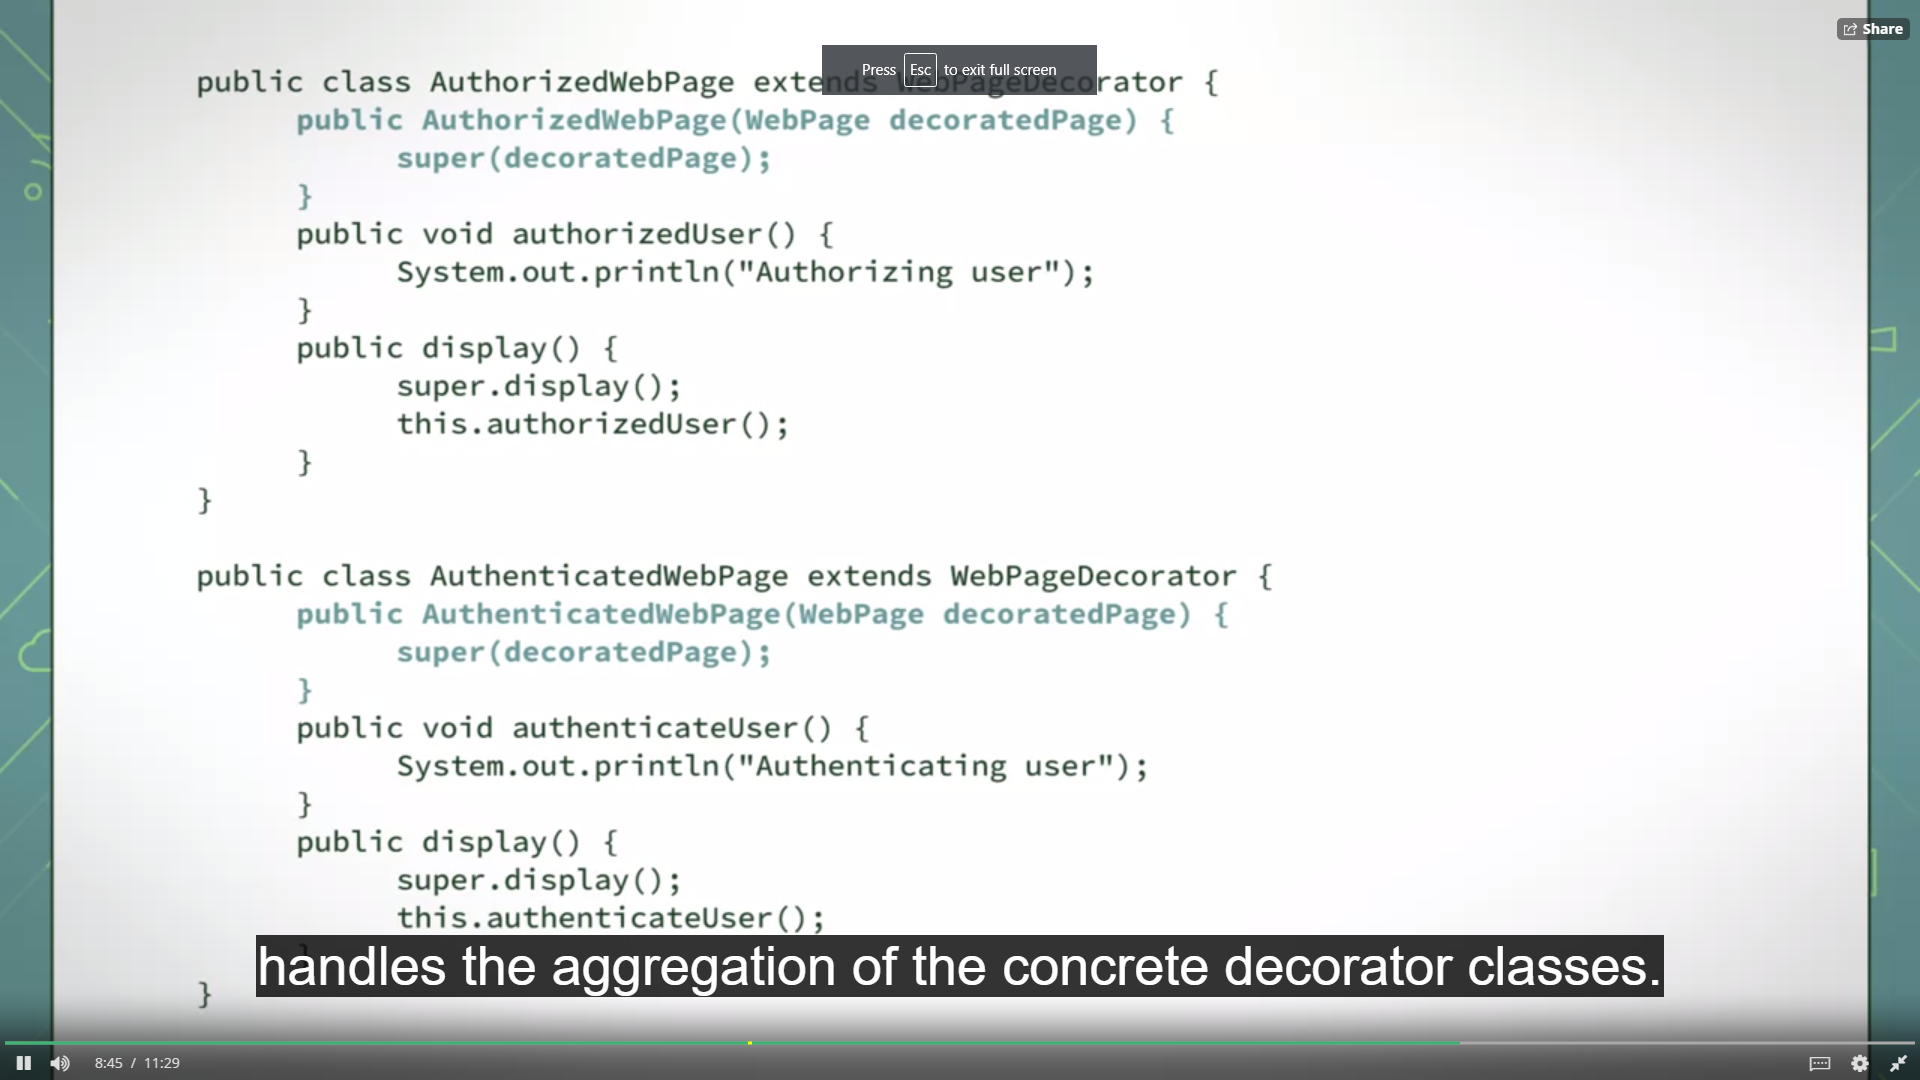 Share
Press Esc to exit full screen
public class AuthorizedWebPage extends WebPageDecorator {
public AuthorizedWebPage(WebPage decoratedPage) {
super(decoratedPage);
}
public void authorizedUser() {
System.out.println("Authorizing user");
}
public display() {
super.display();
this.authorizedUser();
}
}
public class AuthenticatedWebPage extends WebPageDecorator {
public AuthenticatedWebPage(WebPage decoratedPage) {
super(decoratedPage);
}
public void authenticateUser() {
System.out.println("Authenticating user");
}
public display() {
super.display();
this.authenticateUser();
}
handles the aggregation of the concrete decorator classes.
}
8:45 / 11:29